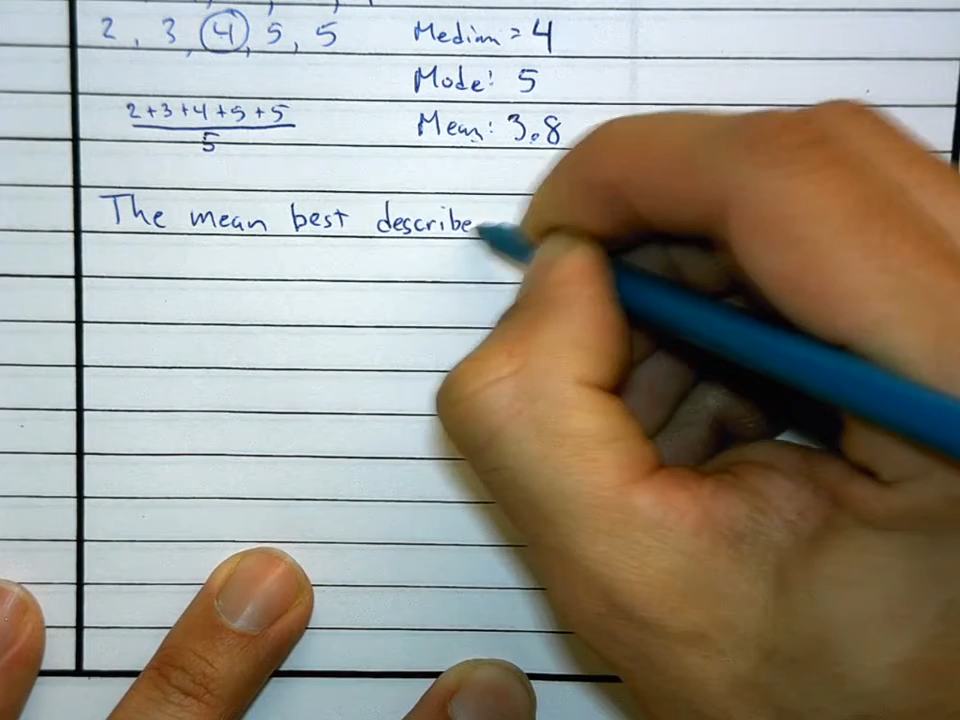 2, 3, 4, 5, 5 Median = 4
Mode: 5
2+3+4+5+5
5
Mean: 3.8
The mean best describe